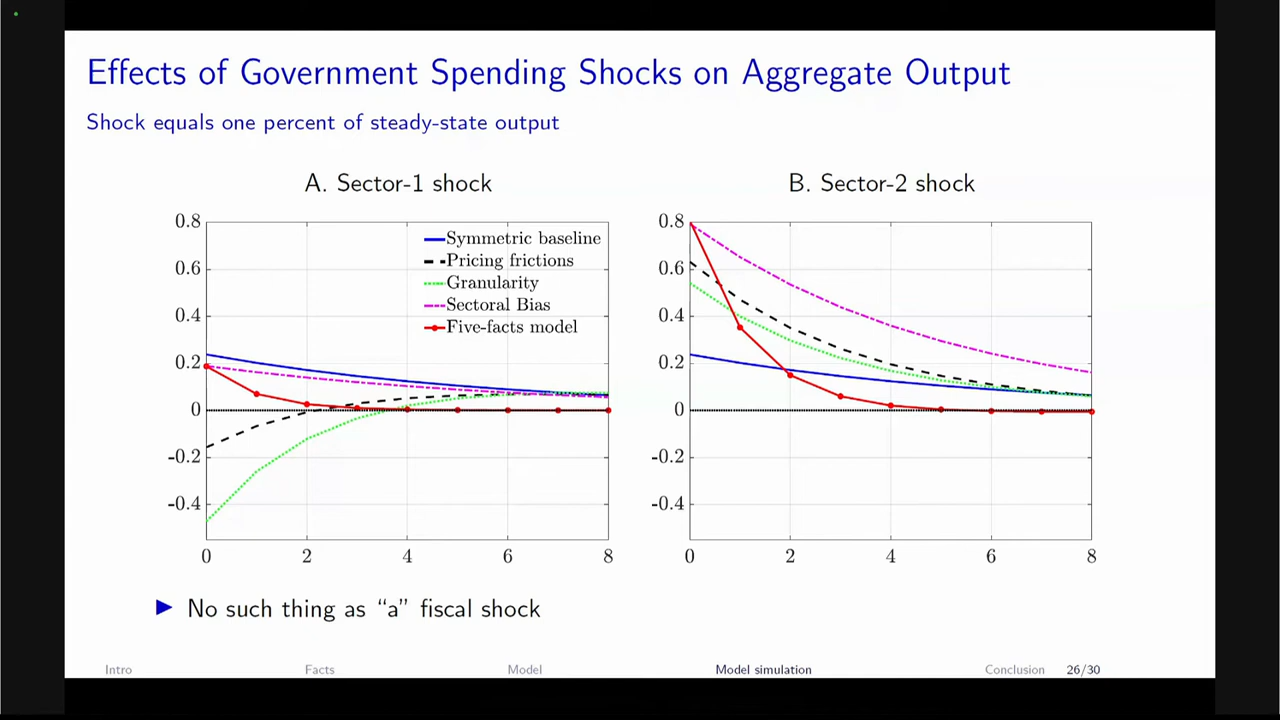 Effects of Government Spending Shocks on Aggregate Output
Shock equals one percent of steady-state output
A. Sector-1 shock
0.8
0.6
0.4
0.2
0
-0.2
-0.4
0 2 4 6 8
Symmetric baseline
Pricing frictions
Granularity
Sectoral Bias
Five-facts model
B. Sector-2 shock
0.8
0.6
0.4
0.2
0
-0.2
-0.4
0 2 4 6 8
No such thing as “a” fiscal shock
Intro Facts Model Model simulation Conclusion 26/30